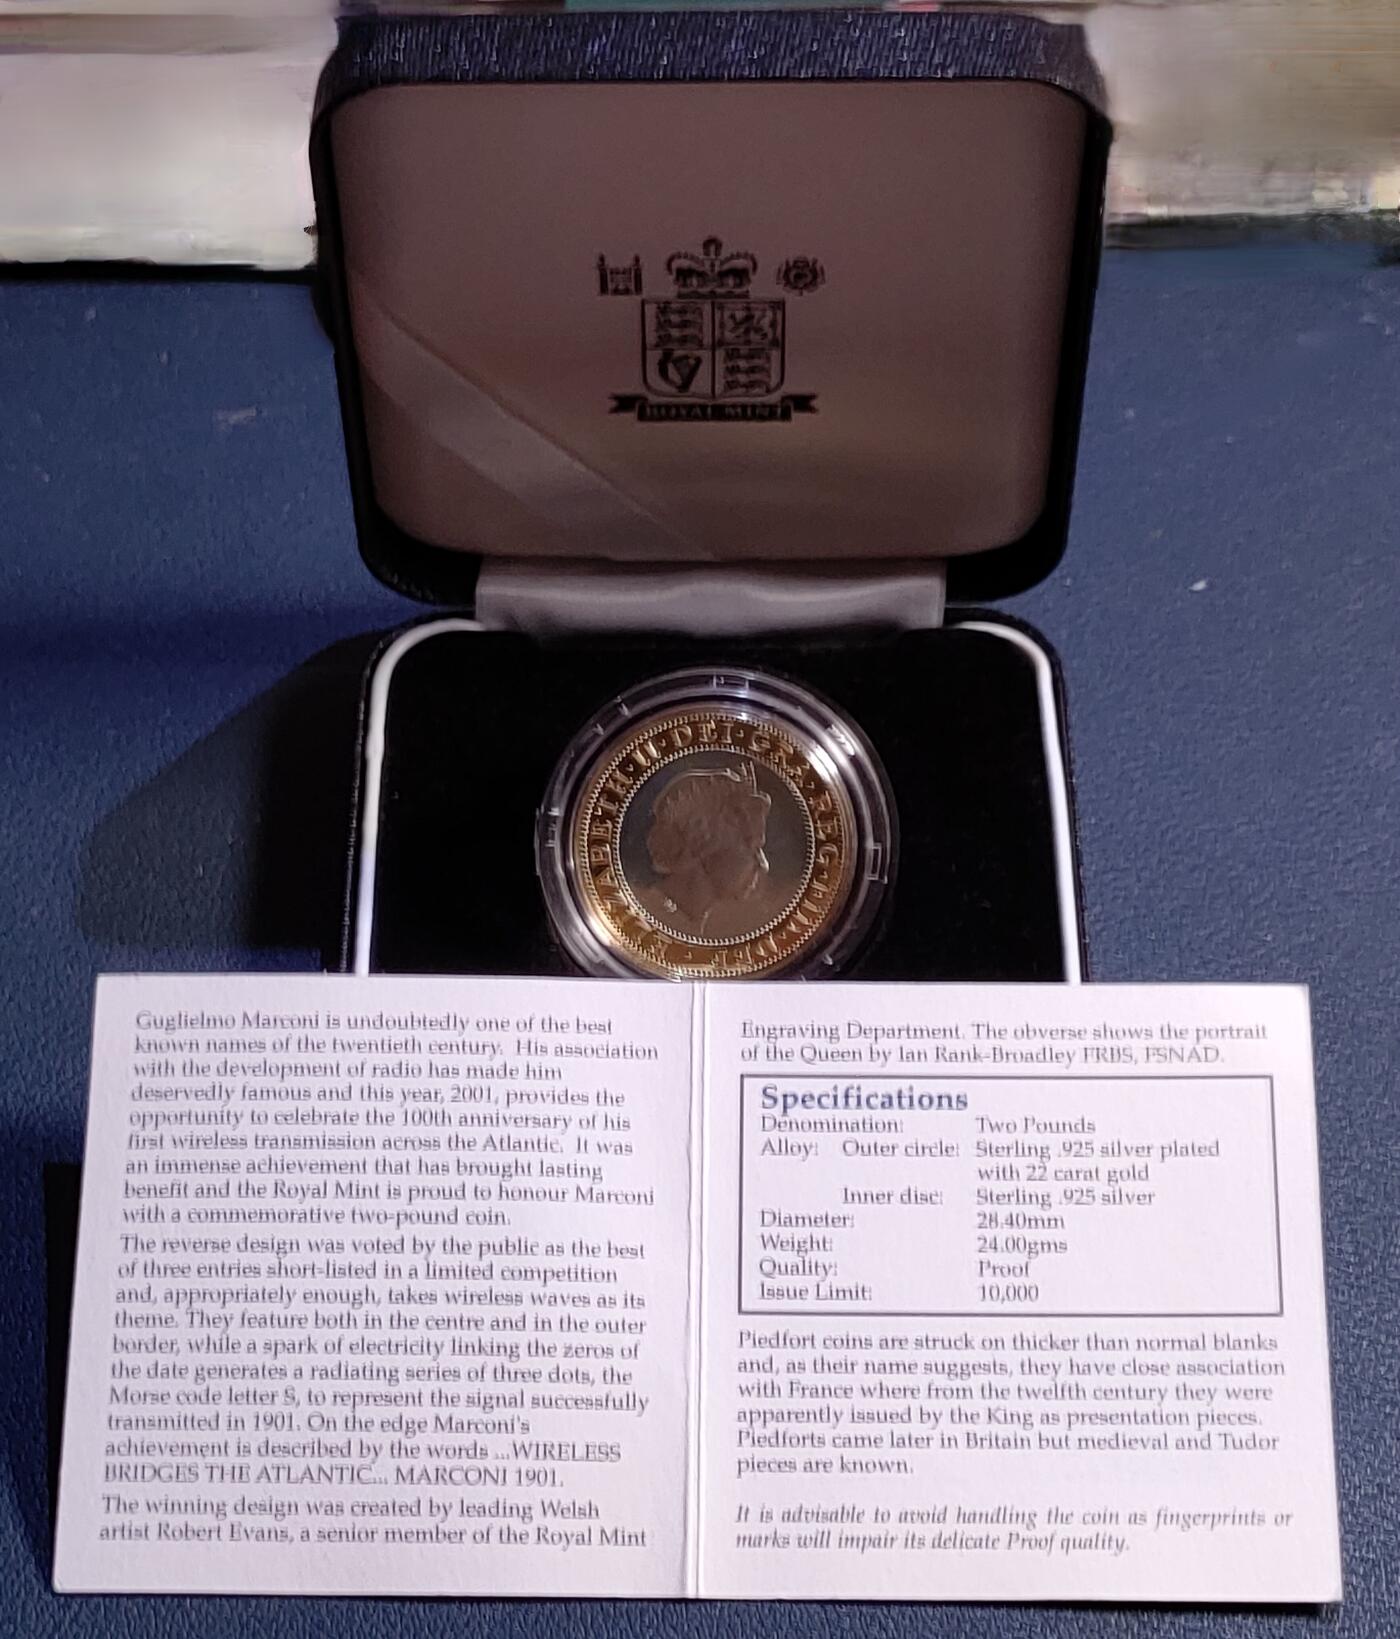 ROYAL MINT
ELIZABETH·II·DEI·GRA·REG·FID·DEF
Guglielmo Marconi is undoubtedly one of the best
known names of the twentieth century. His association
with the development of radio has made him
deservedly famous and this year, 2001, provides the
opportunity to celebrate the 100th anniversary of his
first wireless transmission across the Atlantic. It was
an immense achievement that has brought lasting
benefit and the Royal Mint is proud to honour Marconi
with a commemorative two-pound coin.
The reverse design was voted by the public as the best
of three entries short-listed in a limited competition
and, appropriately enough, takes wireless waves as its
theme. They feature both in the centre and in the outer
border, while a spark of electricity linking the zeros of
the date generates a radiating series of three dots, the
Morse code letter S, to represent the signal successfully
transmitted in 1901. On the edge Marconi's
achievement is described by the words ...WIRELESS
BRIDGES THE ATLANTIC... MARCONI 1901.
The winning design was created by leading Welsh
artist Robert Evans, a senior member of the Royal Mint
Engraving Department. The obverse shows the portrait
of the Queen by Ian Rank-Broadley FRBS, FSNAD.
Specifications
Denomination: Two Pounds
Alloy: Outer circle: Sterling .925 silver plated
with 22 carat gold
Inner disc: Sterling .925 silver
Diameter: 28.40mm
Weight: 24.00gms
Quality: Proof
Issue Limit: 10,000
Piedfort coins are struck on thicker than normal blanks
and, as their name suggests, they have close association
with France where from the twelfth century they were
apparently issued by the King as presentation pieces.
Piedforts came later in Britain but medieval and Tudor
pieces are known.
It is advisable to avoid handling the coin as fingerprints or
marks will impair its delicate Proof quality.